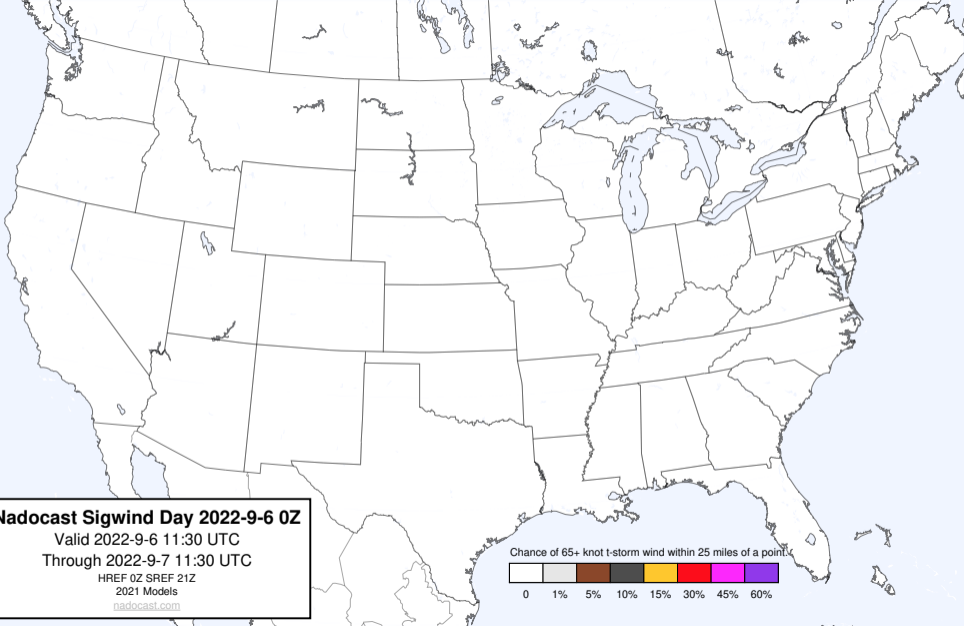 Nadocast Sigwind Day 2022-9-6 0Z
Valid 2022-9-6 11:30 UTC
Through 2022-9-7 11:30 UTC
HREF 0Z SREF 21Z
2021 Models
nadocast.com
Chance of 65+ knot t-storm wind within 25 miles of a point.
0 1% 5% 10% 15% 30% 45% 60%